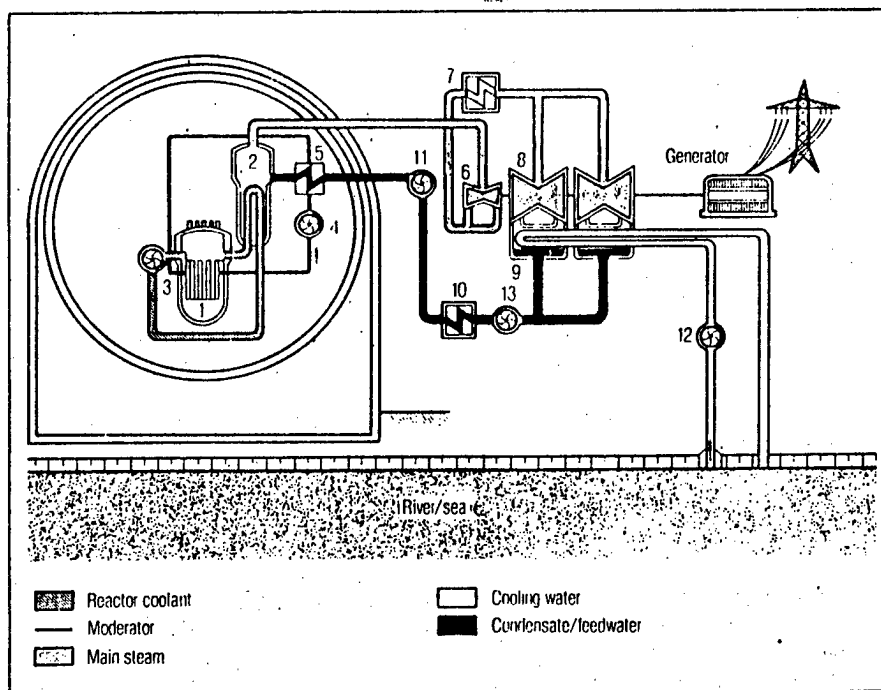 7
Generator
2
5
11
6
8
4
3
1
9
10
13
12
River/sea
Reactor coolant
Moderator
Main steam
Cooling water
Condensate/feedwater